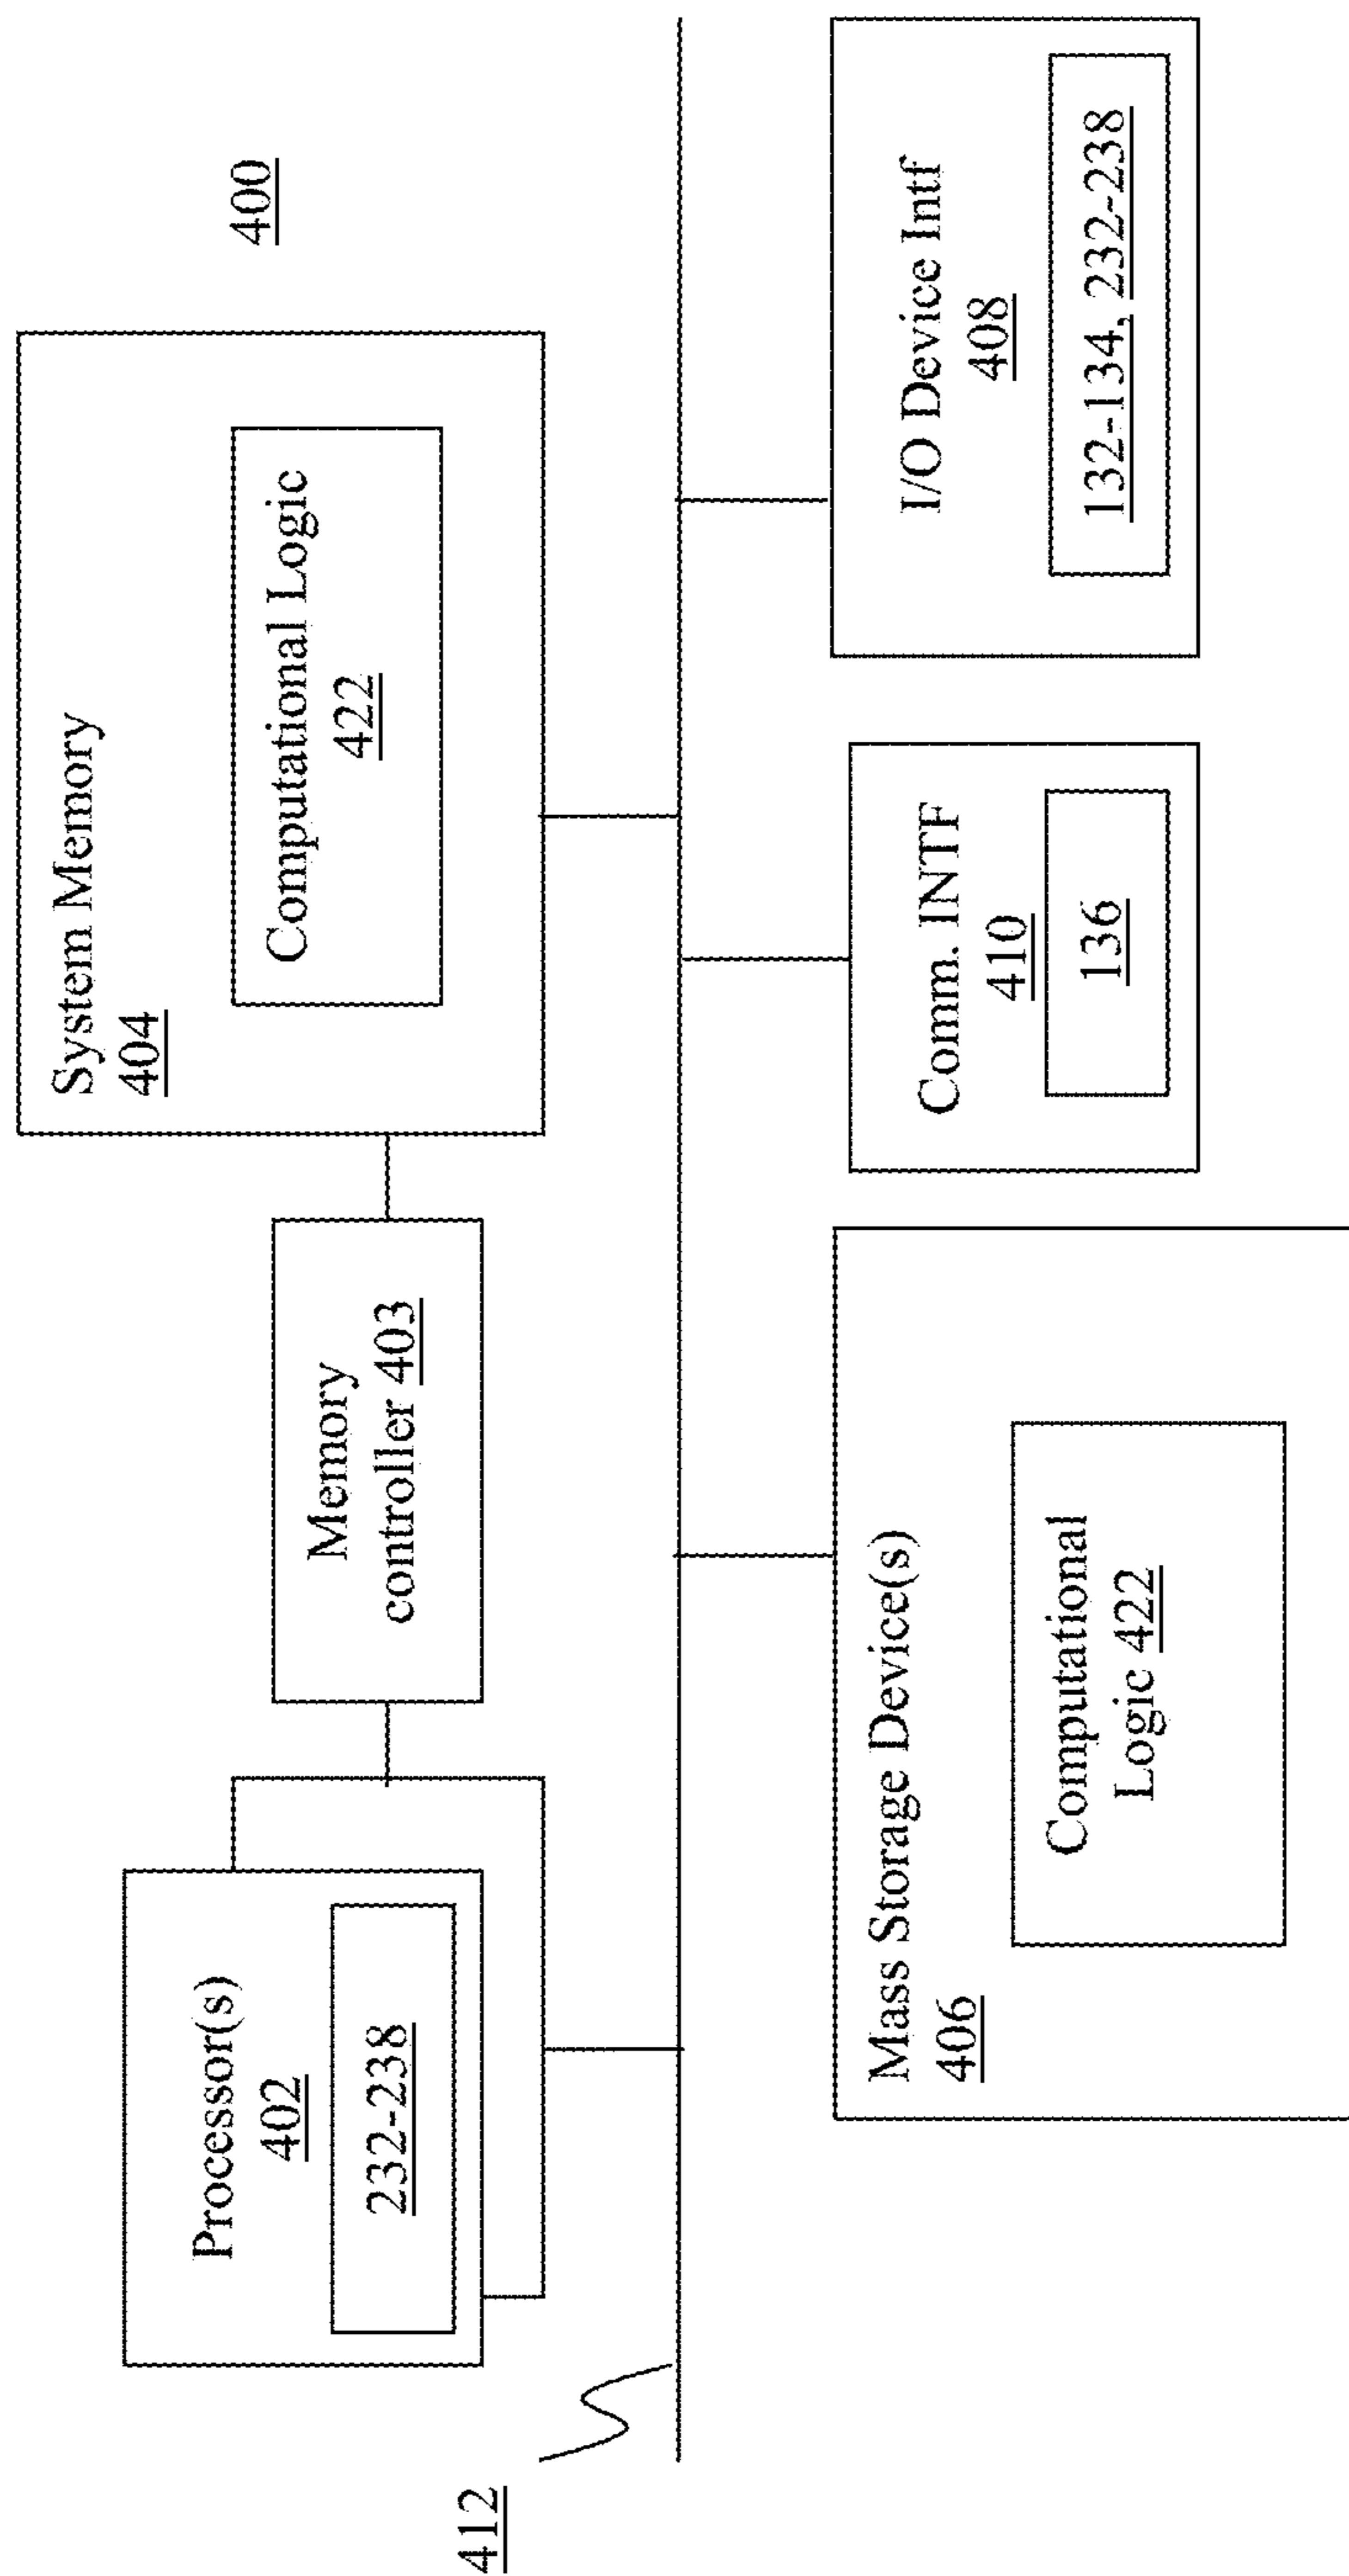 400
Processor(s)
402
232-238
Memory
controller 403
System Memory
404
Computational Logic
422
412
Mass Storage Device(s)
406
Computational
Logic 422
Comm. INTF
410
136
I/O Device Intf
408
132-134, 232-238